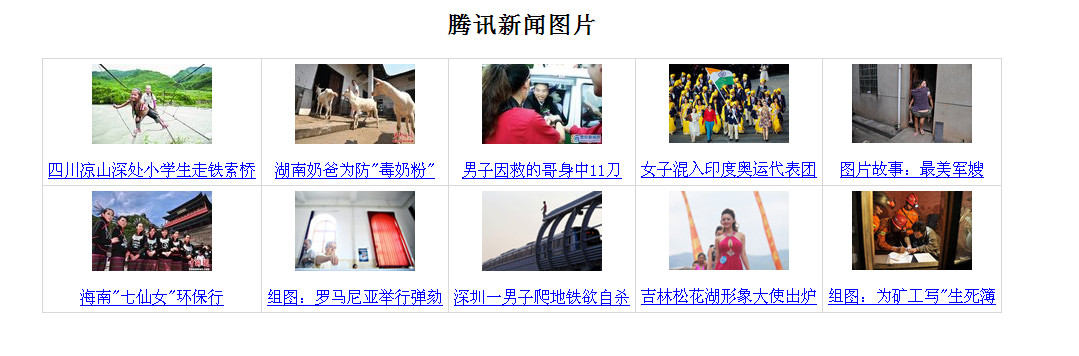 腾讯新闻图片
四川凉山深处小学生走铁索桥
湖南奶爸为防"毒奶粉"
男子因救的哥身中11刀
女子混入印度奥运代表团
图片故事：最美军嫂
海南"七仙女"环保行
组图：罗马尼亚举行弹劾
深圳一男子爬地铁欲自杀
吉林松花湖形象大使出炉
组图：为矿工写"生死簿